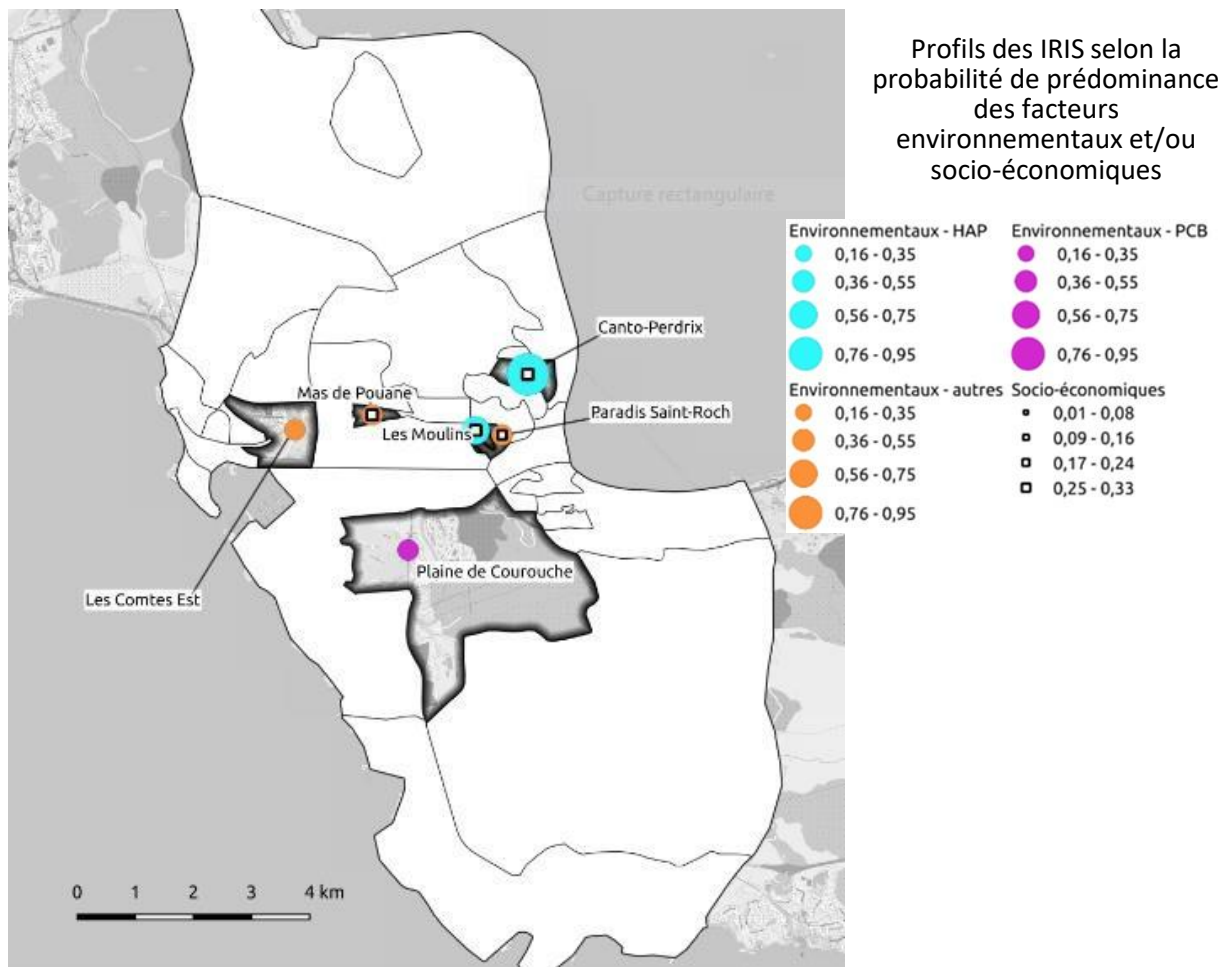 Profils des IRIS selon la
probabilité de prédominance
des facteurs
environnementaux et/ou
socio-économiques
Capture rectangulaire
Environnementaux - HAP
0,16 - 0,35
0,36 - 0,55
0,56 - 0,75
0,76 - 0,95
Environnementaux - PCB
0,16 - 0,35
0,36 - 0,55
0,56 - 0,75
0,76 - 0,95
Environnementaux - autres
0,16 - 0,35
0,36 - 0,55
0,56 - 0,75
0,76 - 0,95
Socio-économiques
0,01 - 0,08
0,09 - 0,16
0,17 - 0,24
0,25 - 0,33
Canto-Perdrix
Mas de Pouane
Paradis Saint-Roch
Les Moulins
Plaine de Courouche
Les Comtes Est
0 1 2 3 4 km